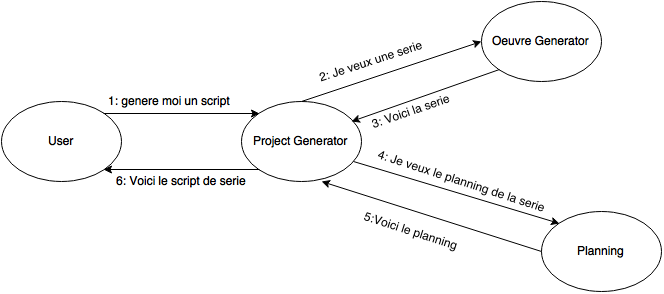 Oeuvre Generator
2: Je veux une serie
1: genere moi un script
3: Voici la serie
User
Project Generator
4: Je veux le planning de la serie
6: Voici le script de serie
5:Voici le planning
Planning